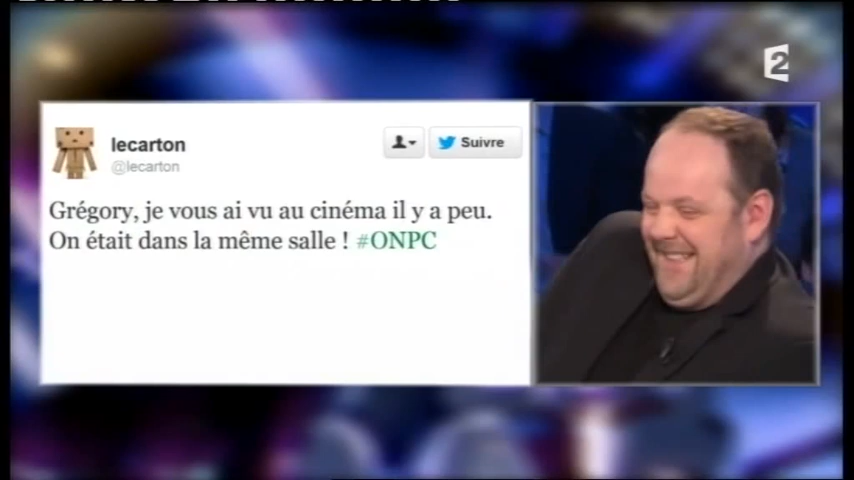 2
lecarton
@lecarton
Suivre
Grégory, je vous ai vu au cinéma il y a peu.
On était dans la même salle ! #ONPC